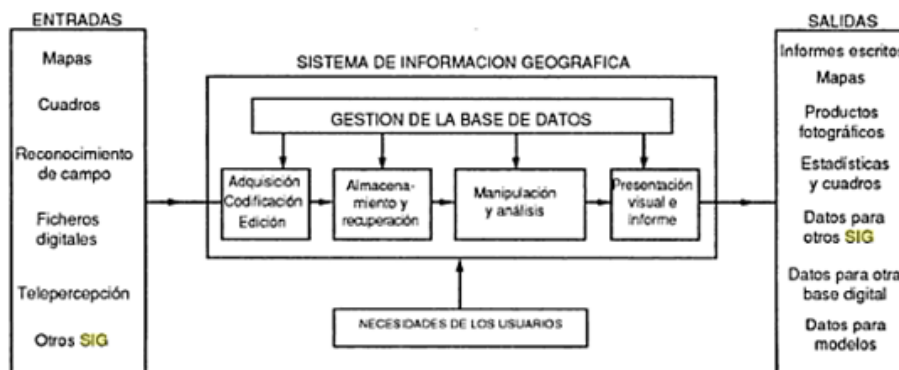 ENTRADAS
Mapas
Cuadros
Reconocimiento
de campo
Ficheros
digitales
Telepercepción
Otros SIG
SISTEMA DE INFORMACION GEOGRAFICA
GESTION DE LA BASE DE DATOS
Adquisición
Codificación
Edición
Almacena-
miento y
recuperación
Manipulación
y análisis
Presentación
visual e
informe
NECESIDADES DE LOS USUARIOS
SALIDAS
Informes escritos
Mapas
Productos
fotográficos
Estadísticas
y cuadros
Datos para
otros SIG
Datos para otra
base digital
Datos para
modelos